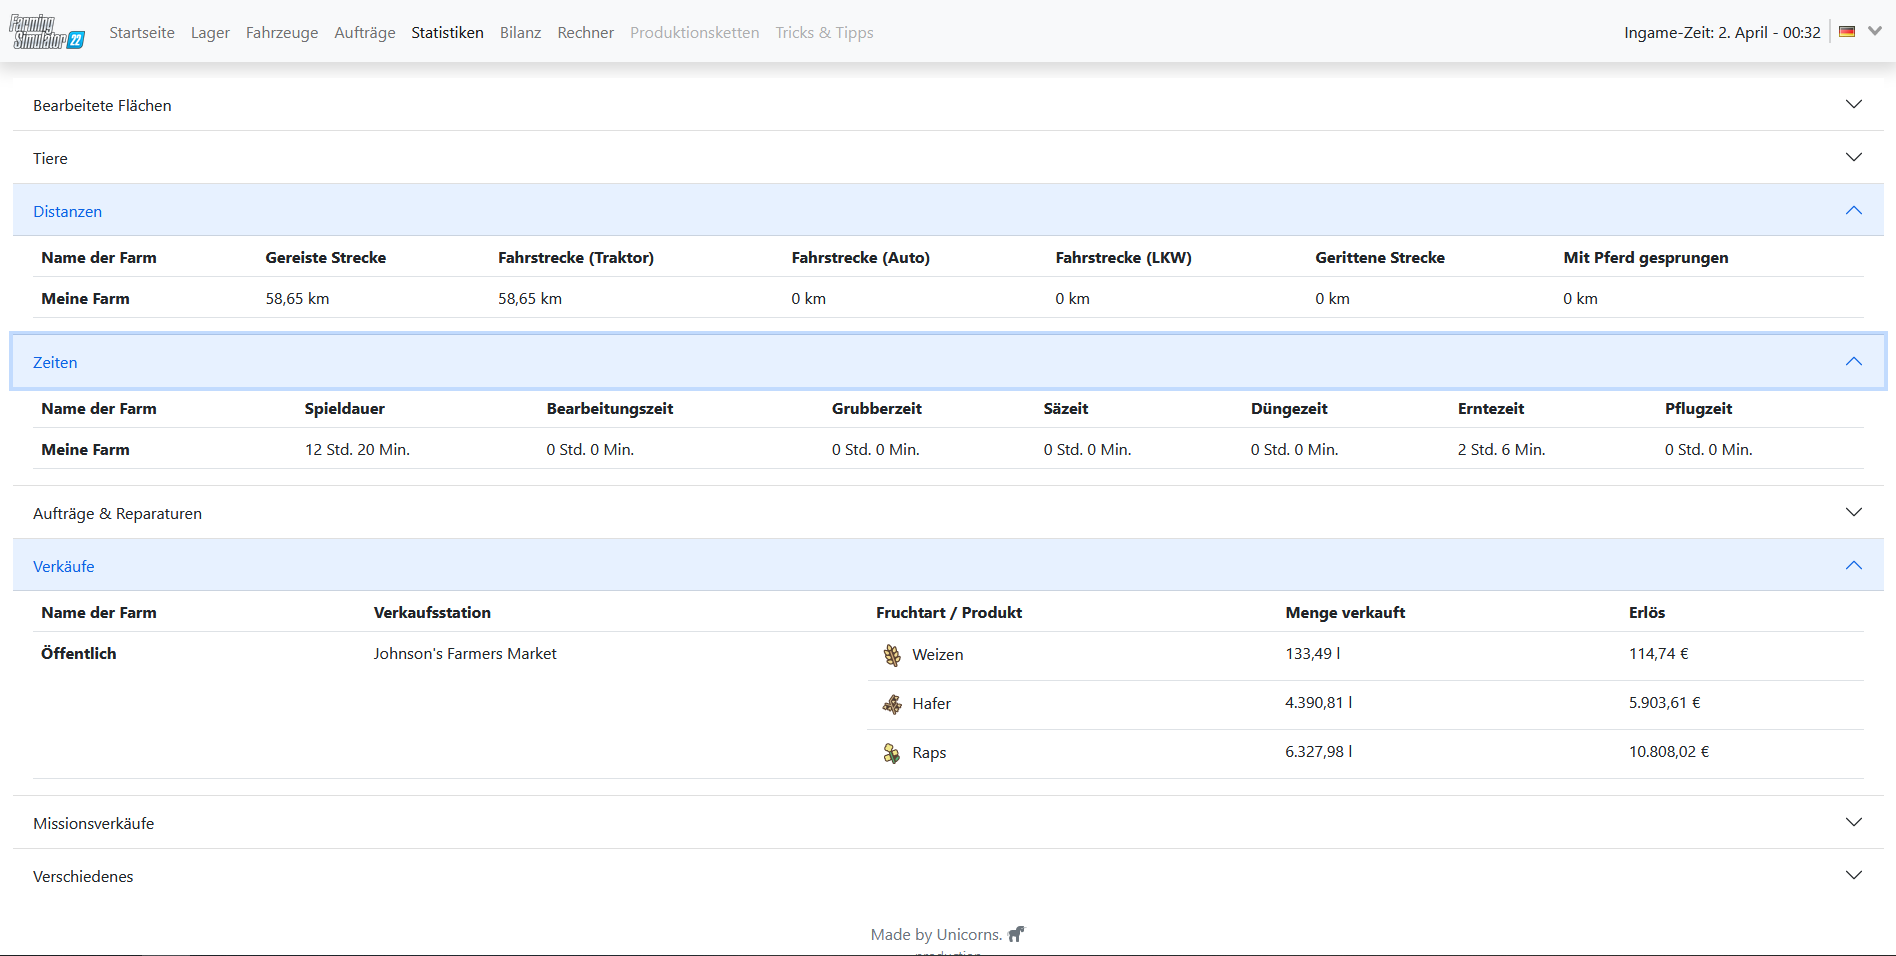 Farming Simulator 22 Startseite Lager Fahrzeuge Aufträge Statistiken Bilanz Rechner Produktionsketten Tricks & Tipps Ingame-Zeit: 2. April - 00:32
Bearbeitete Flächen
Tiere
Distanzen
Name der Farm Gereiste Strecke Fahrstrecke (Traktor) Fahrstrecke (Auto) Fahrstrecke (LKW) Gerittene Strecke Mit Pferd gesprungen
Meine Farm 58,65 km 58,65 km 0 km 0 km 0 km 0 km
Zeiten
Name der Farm Spieldauer Bearbeitungszeit Grubberzeit Säzeit Düngezeit Erntezeit Pflugzeit
Meine Farm 12 Std. 20 Min. 0 Std. 0 Min. 0 Std. 0 Min. 0 Std. 0 Min. 0 Std. 0 Min. 2 Std. 6 Min. 0 Std. 0 Min.
Aufträge & Reparaturen
Verkäufe
Name der Farm Verkaufsstation Fruchtart / Produkt Menge verkauft Erlös
Öffentlich Johnson's Farmers Market Weizen 133,49 l 114,74 €
Hafer 4.390,81 l 5.903,61 €
Raps 6.327,98 l 10.808,02 €
Missionsverkäufe
Verschiedenes
Made by Unicorns.
production